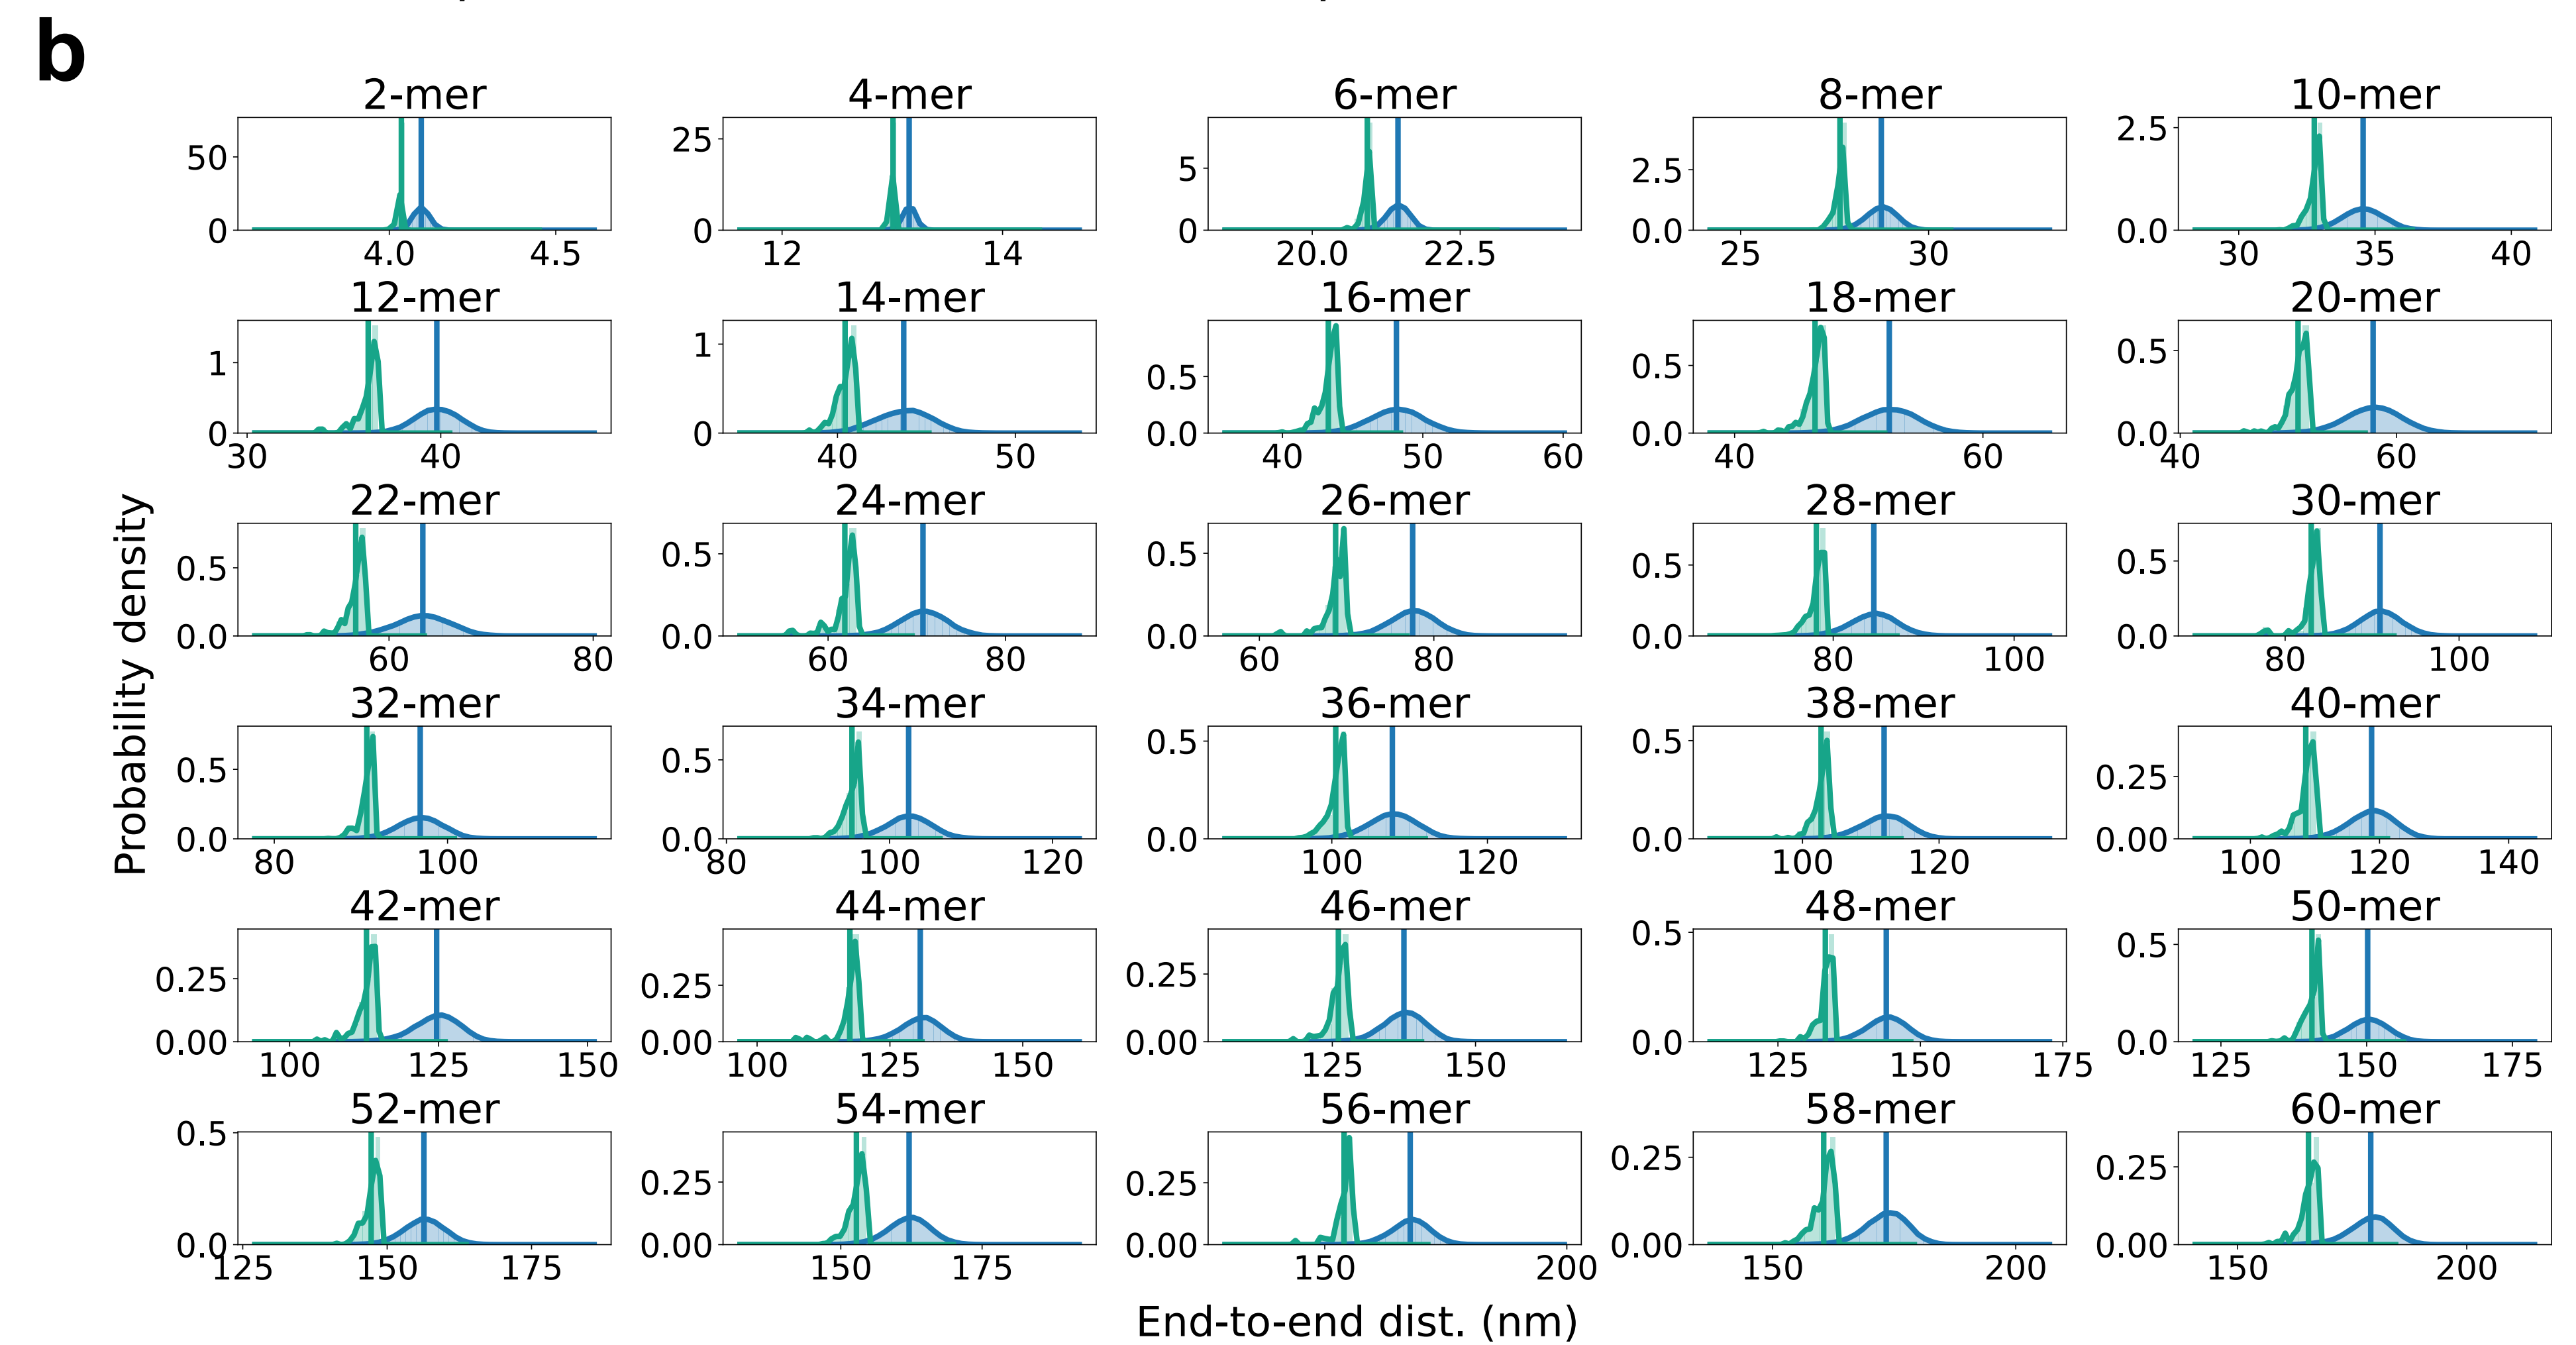 b
2-mer 4-mer 6-mer 8-mer 10-mer
50 25 5 2.5 2.5
0 0 0 0.0 0.0
4.0 4.5 12 14 20.0 22.5 25 30 30 35 40
12-mer 14-mer 16-mer 18-mer 20-mer
1 1 0.5 0.5 0.5
0 0 0.0 0.0 0.0
30 40 40 50 40 50 60 40 60 40 60
22-mer 24-mer 26-mer 28-mer 30-mer
0.5 0.5 0.5 0.5 0.5
0.0 0.0 0.0 0.0 0.0
60 80 60 80 60 80 80 100 80 100
Probability density
32-mer 34-mer 36-mer 38-mer 40-mer
0.5 0.5 0.5 0.5 0.25
0.0 0.0 0.0 0.0 0.00
80 100 80 100 120 100 120 100 120 100 120 140
42-mer 44-mer 46-mer 48-mer 50-mer
0.25 0.25 0.25 0.5 0.5
0.00 0.00 0.00 0.0 0.0
100 125 150 100 125 150 125 150 125 150 175 125 150 175
52-mer 54-mer 56-mer 58-mer 60-mer
0.5 0.25 0.25 0.25 0.25
0.0 0.00 0.00 0.00 0.00
125 150 175 150 175 150 200 150 200 150 200
End-to-end dist. (nm)